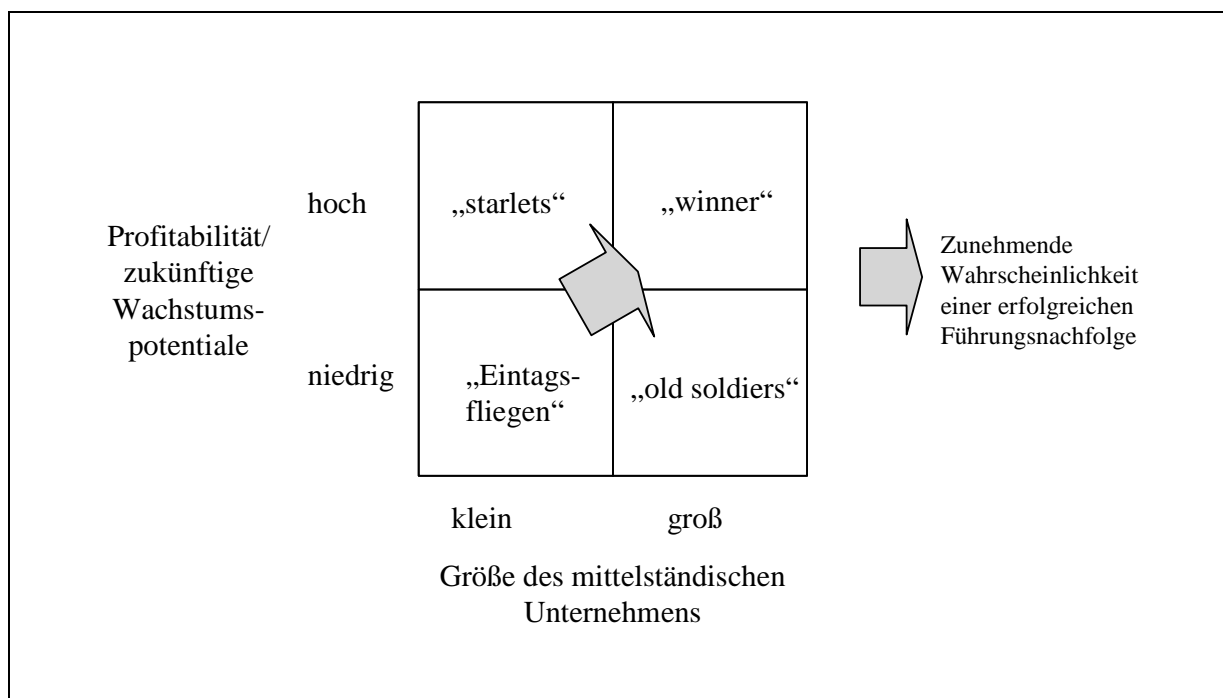 hoch
„starlets“
„winner“
Profitabilität/
zukünftige
Wachstums-
potentiale
niedrig
„Eintags-
fliegen“
„old soldiers“
Zunehmende
Wahrscheinlichkeit
einer erfolgreichen
Führungsnachfolge
klein
groß
Größe des mittelständischen
Unternehmens